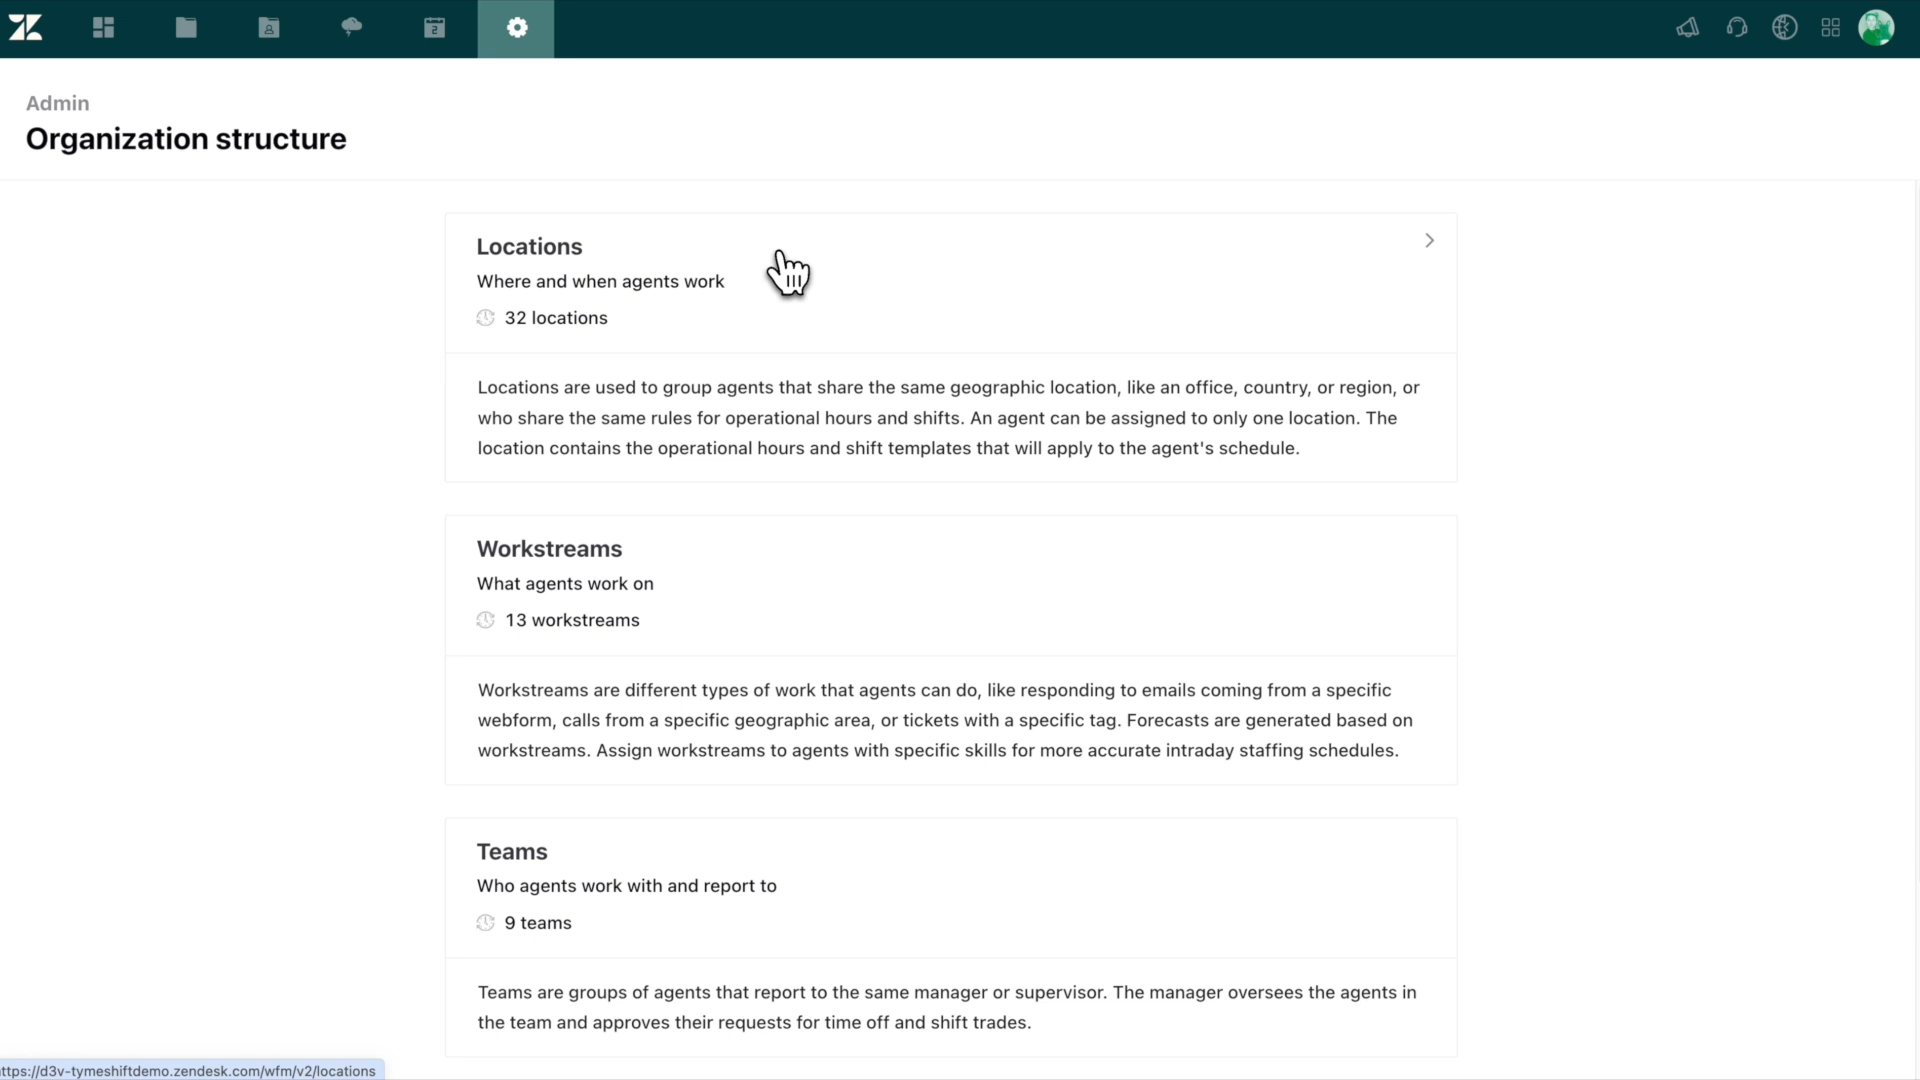 2
Admin
Organization structure
Locations
Where and when agents work
32 locations
Locations are used to group agents that share the same geographic location, like an office, country, or region, or
who share the same rules for operational hours and shifts. An agent can be assigned to only one location. The
location contains the operational hours and shift templates that will apply to the agent's schedule.
Workstreams
What agents work on
13 workstreams
Workstreams are different types of work that agents can do, like responding to emails coming from a specific
webform, calls from a specific geographic area, or tickets with a specific tag. Forecasts are generated based on
workstreams. Assign workstreams to agents with specific skills for more accurate intraday staffing schedules.
Teams
Who agents work with and report to
9 teams
Teams are groups of agents that report to the same manager or supervisor. The manager oversees the agents in
the team and approves their requests for time off and shift trades.
ttps://d3v-tymeshiftdemo.zendesk.com/wfm/v2/locations